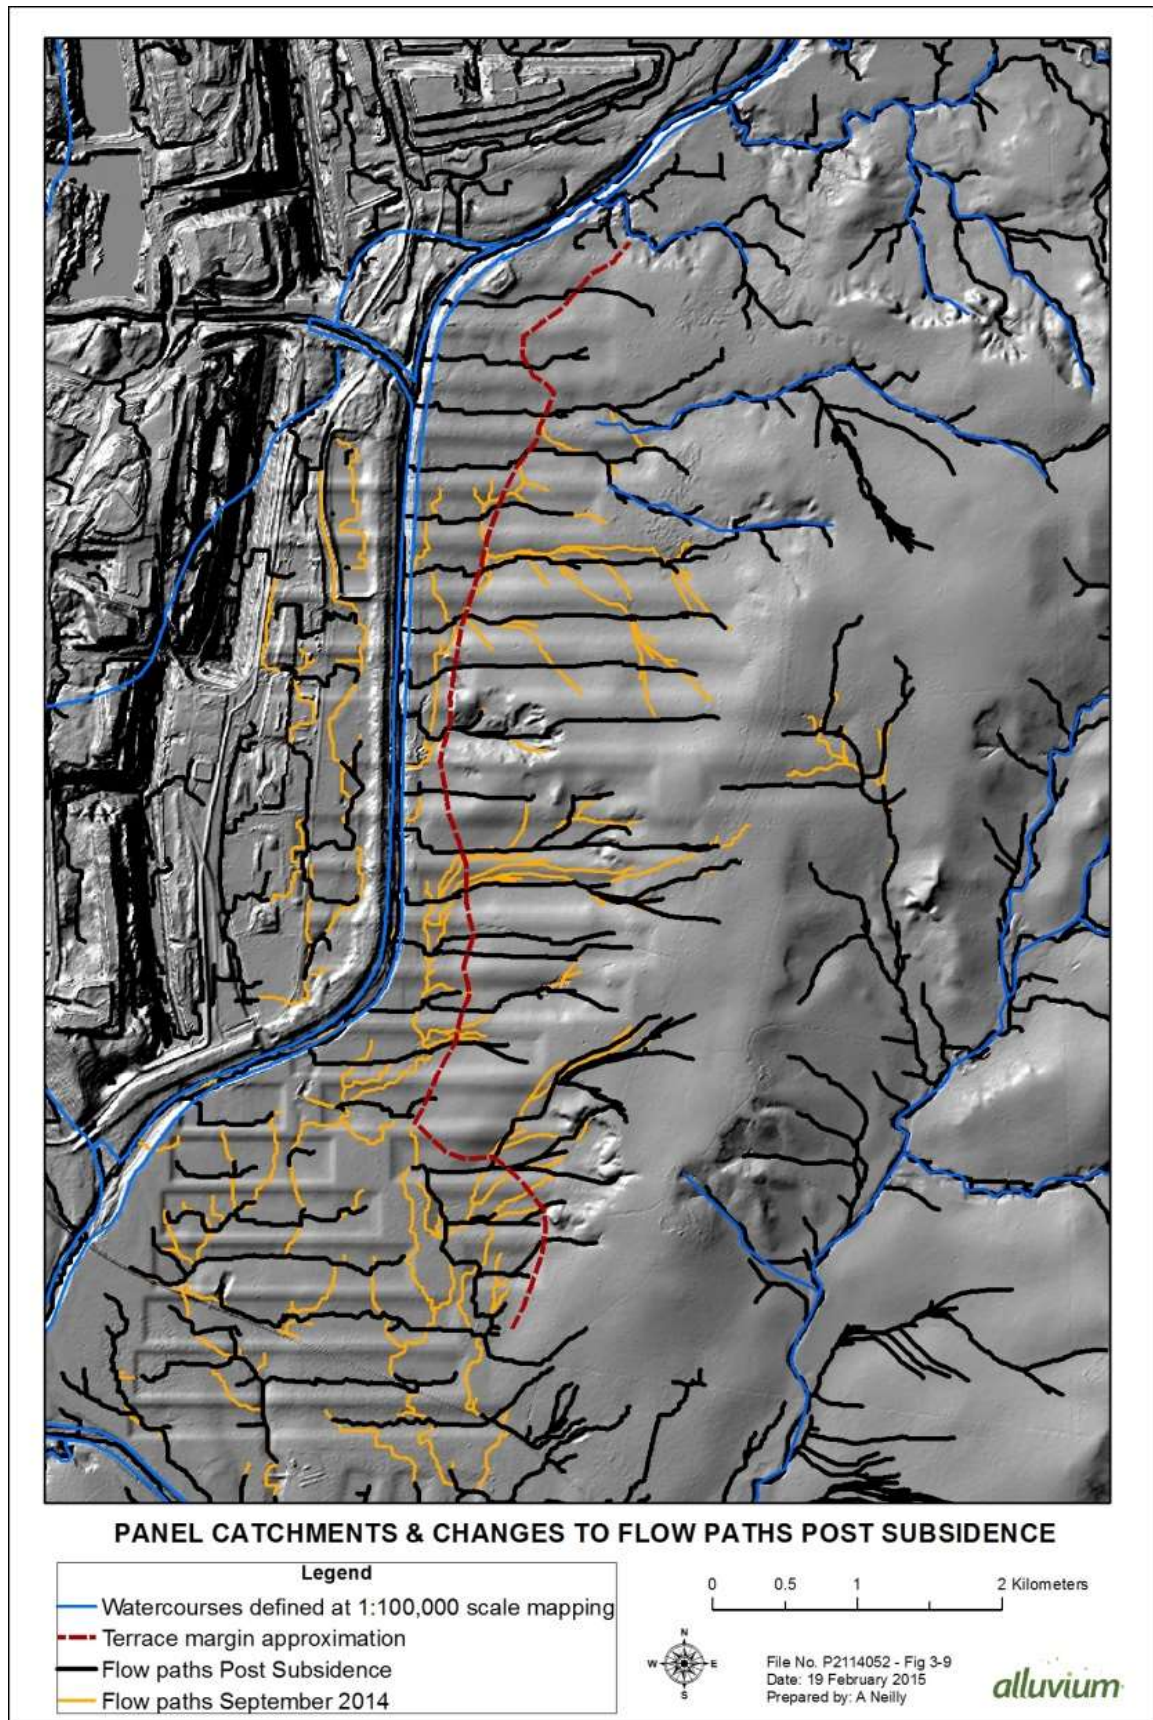 PANEL CATCHMENTS & CHANGES TO FLOW PATHS POST SUBSIDENCE
Legend
Watercourses defined at 1:100,000 scale mapping
Terrace margin approximation
Flow paths Post Subsidence
Flow paths September 2014
0 0.5 1 2 Kilometers
N
W E
S
File No. P2114052 - Fig 3-9
Date: 19 February 2015
Prepared by: A Neilly
alluvium